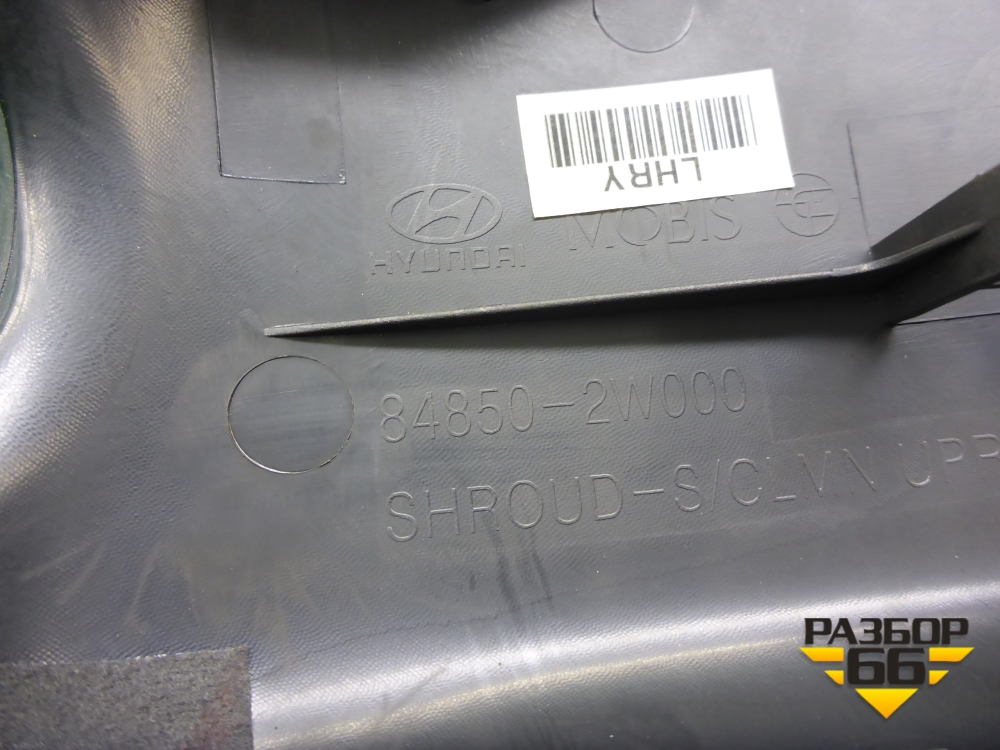 LHRY
HYUNDAI
MOBIS
84850-2W000
SHROUD-S/CLMN UPR
РАЗБОР
66